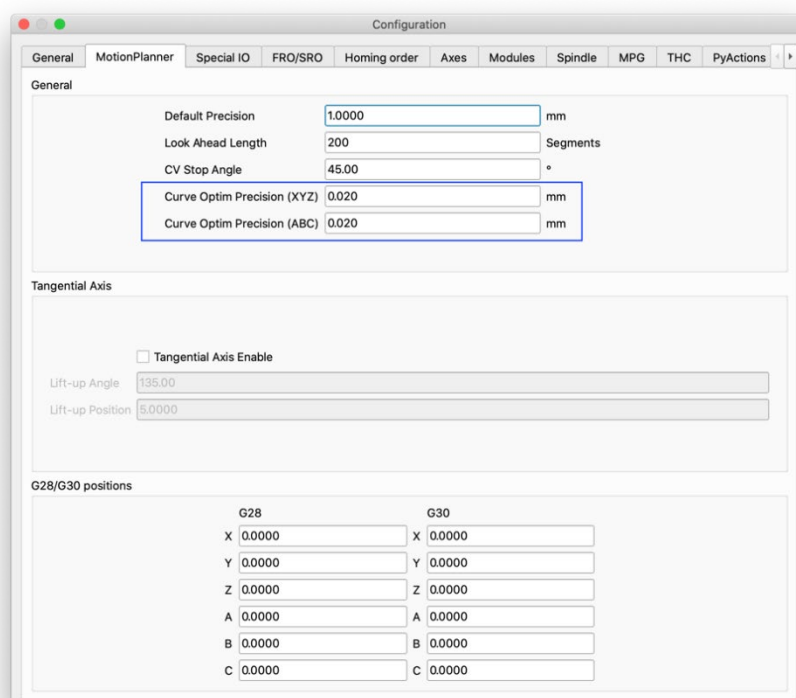 Configuration
General MotionPlanner Special IO FRO/SRO Homing order Axes Modules Spindle MPG THC PyActions
General
Default Precision 1.0000 mm
Look Ahead Length 200 Segments
CV Stop Angle 45.00 °
Curve Optim Precision (XYZ) 0.020 mm
Curve Optim Precision (ABC) 0.020 mm
Tangential Axis
Tangential Axis Enable
Lift-up Angle 135.00
Lift-up Position 5.0000
G28/G30 positions
G28 G30
X 0.0000 X 0.0000
Y 0.0000 Y 0.0000
Z 0.0000 Z 0.0000
A 0.0000 A 0.0000
B 0.0000 B 0.0000
C 0.0000 C 0.0000